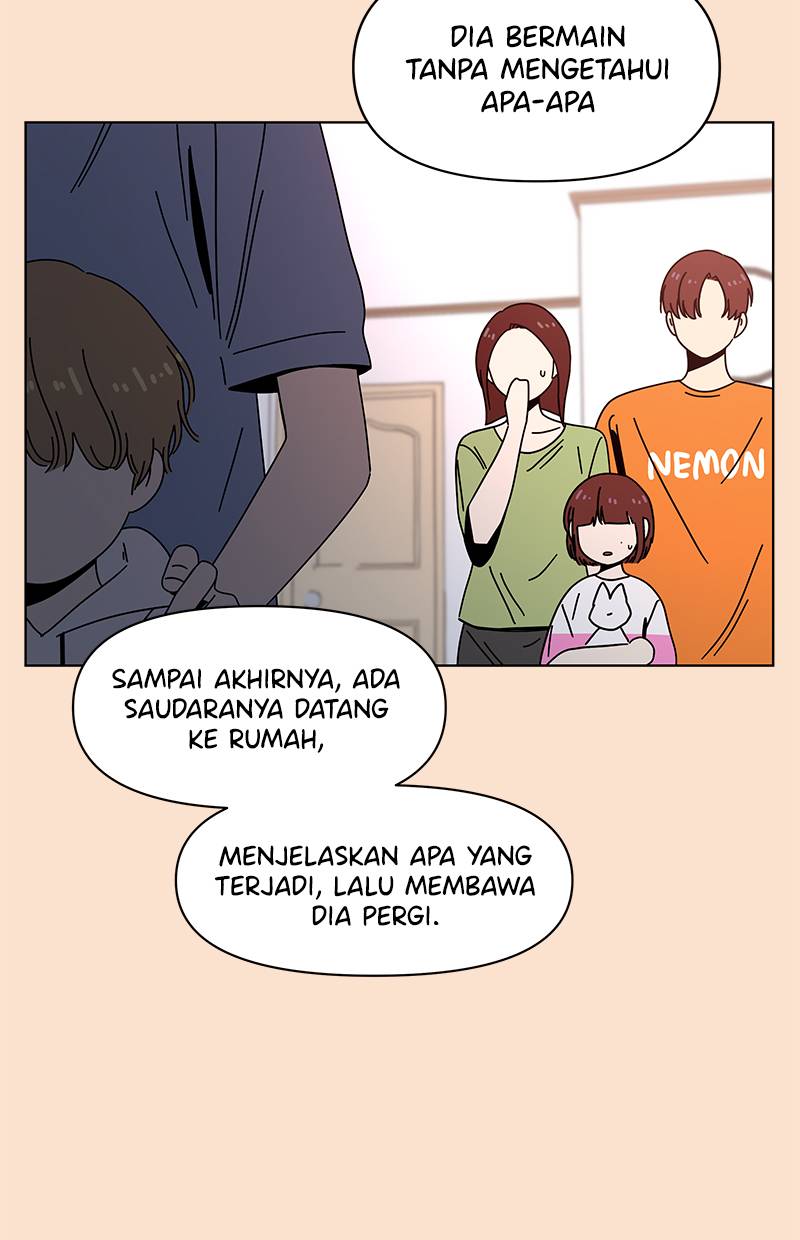 DIA BERMAIN
TANPA MENGETAHUI
APA-APA
NEMON
SAMPAI AKHIRNYA, ADA
SAUDARANYA DATANG
KE RUMAH,
MENJELASKAN APA YANG
TERJADI, LALU MEMBAWA
DIA PERGI.